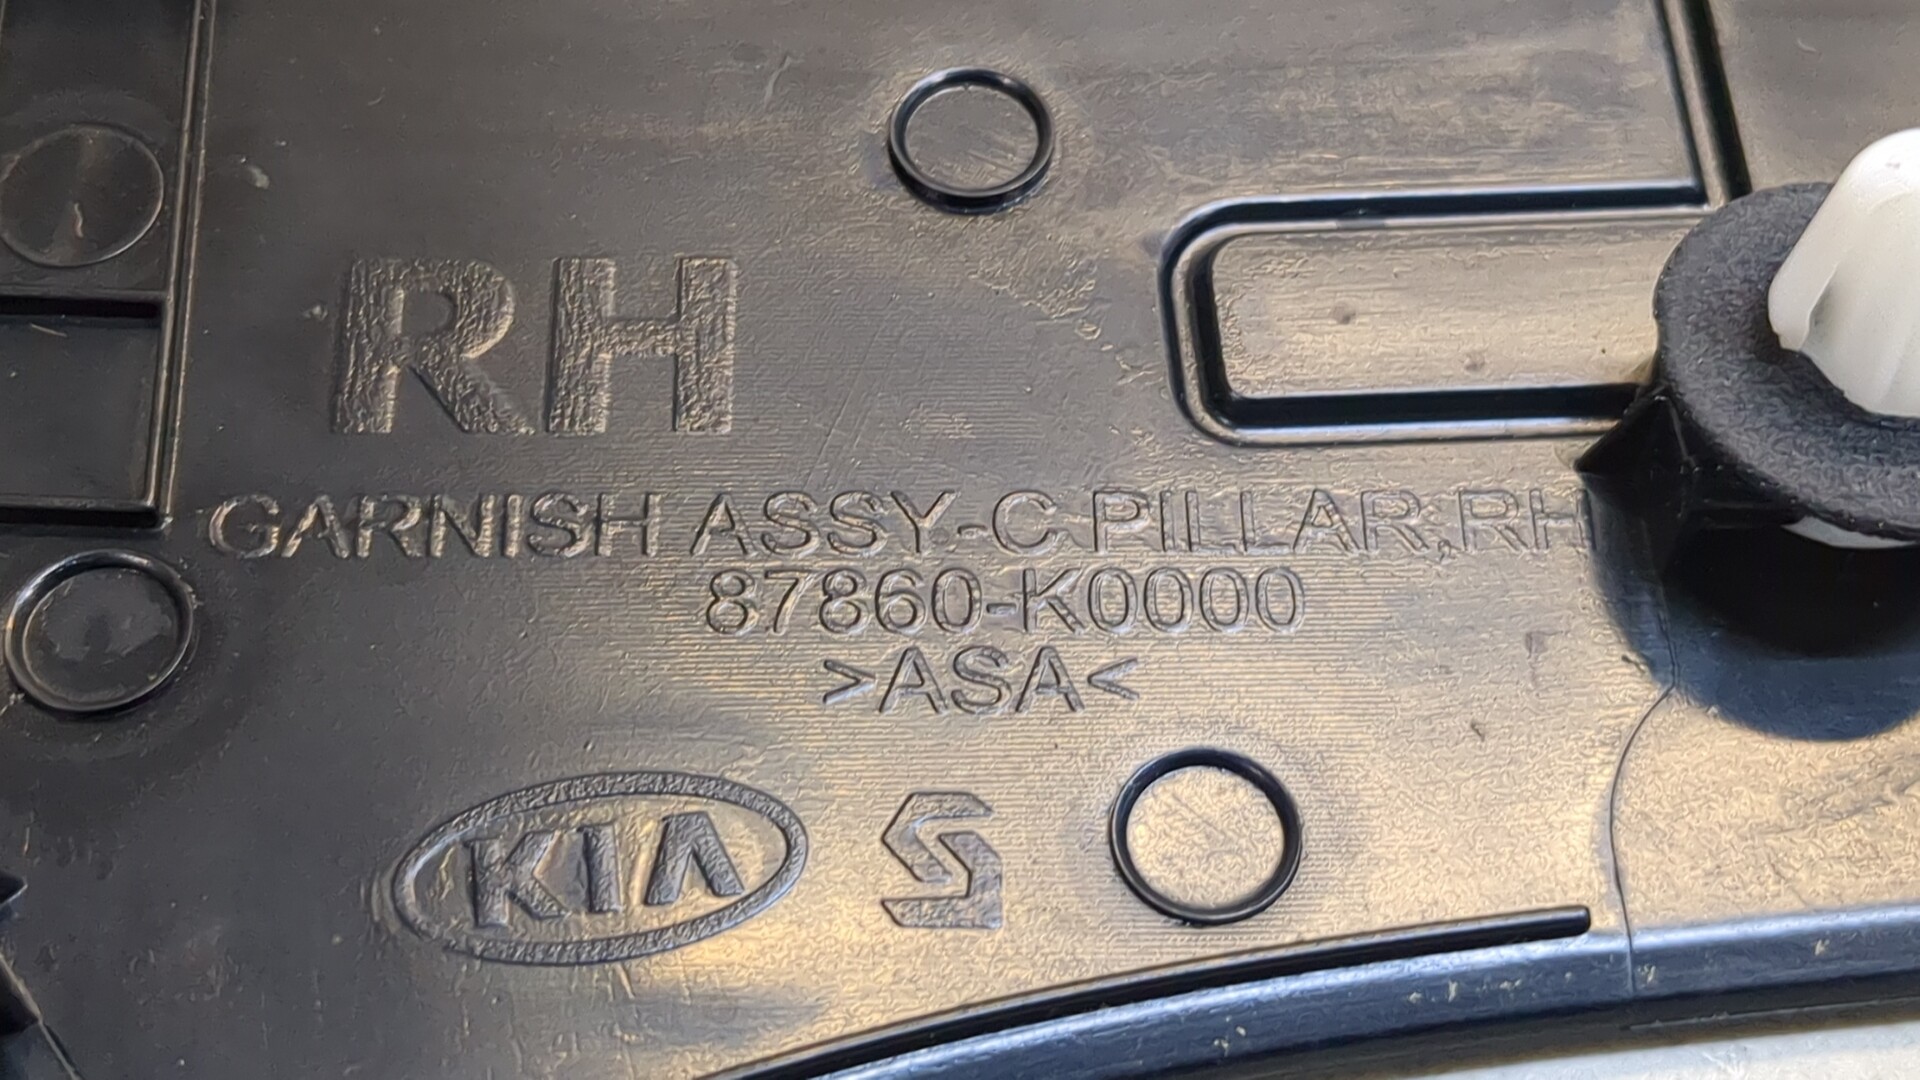 RH
GARNISH ASSY-C PILLAR,RH
87860-K0000
>ASA<
KIA